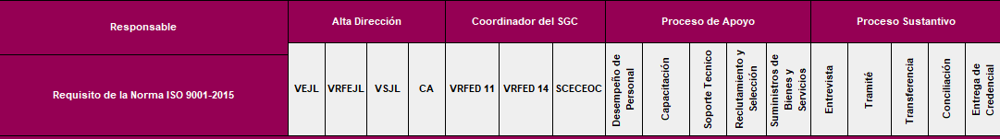 Responsable
Alta Dirección
Coordinador del SGC
Proceso de Apoyo
Proceso Sustantivo
Requisito de la Norma ISO 9001-2015
VEJL
VRFEJL
VSJL
CA
VRFED 11
VRFED 14
SCECEOC
Desempeño de
Personal
Capacitación
Soporte Tecnico
Reclutamiento y
Selección
Suministros de
Bienes y
Servicios
Entrevista
Tramité
Transferencia
Conciliación
Entrega de
Credencial